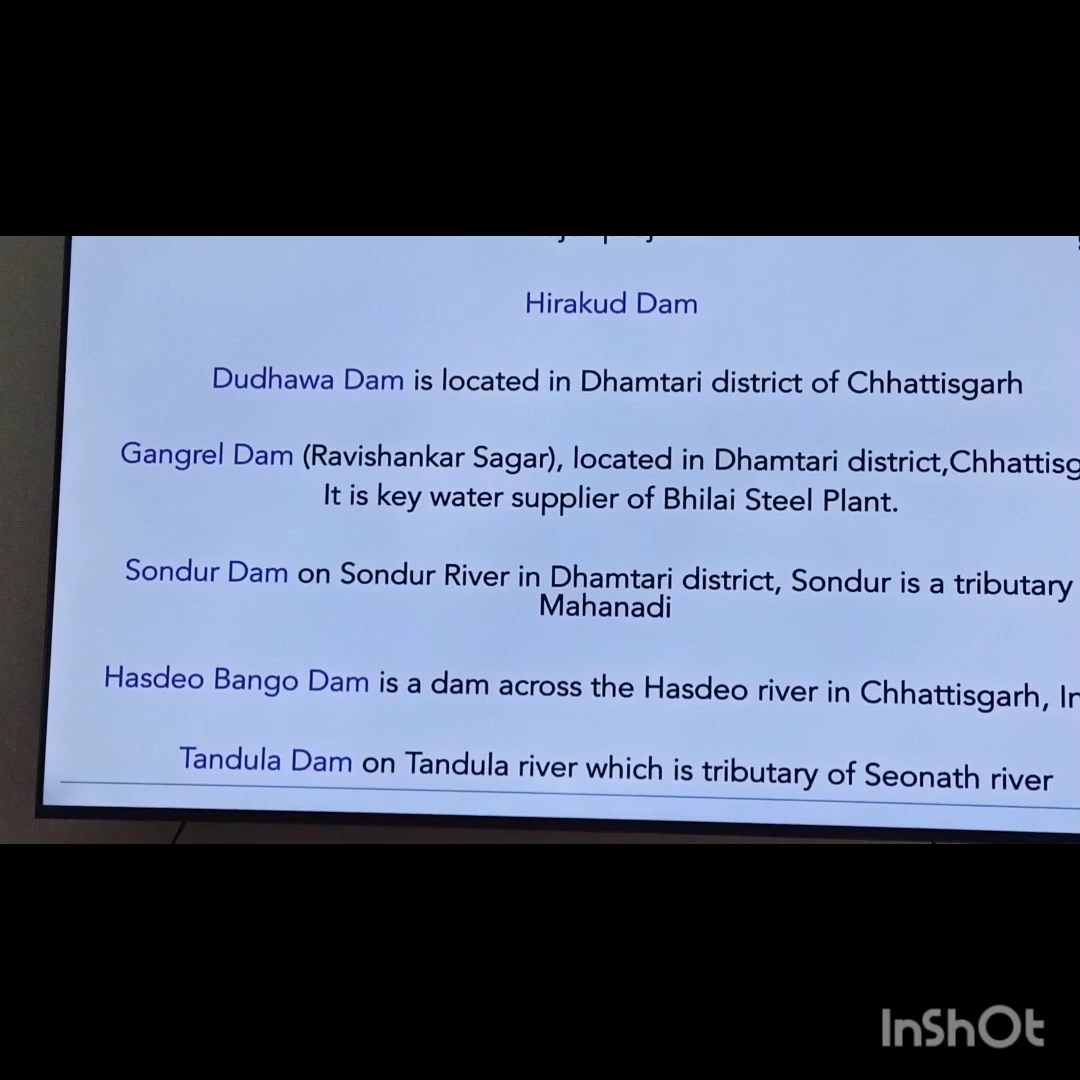 Hirakud Dam
Dudhawa Dam is located in Dhamtari district of Chhattisgarh
Gangrel Dam (Ravishankar Sagar), located in Dhamtari district,Chhattisg
It is key water supplier of Bhilai Steel Plant.
Sondur Dam on Sondur River in Dhamtari district, Sondur is a tributary
Mahanadi
Hasdeo Bango Dam is a dam across the Hasdeo river in Chhattisgarh, In
Tandula Dam on Tandula river which is tributary of Seonath river
InShOt